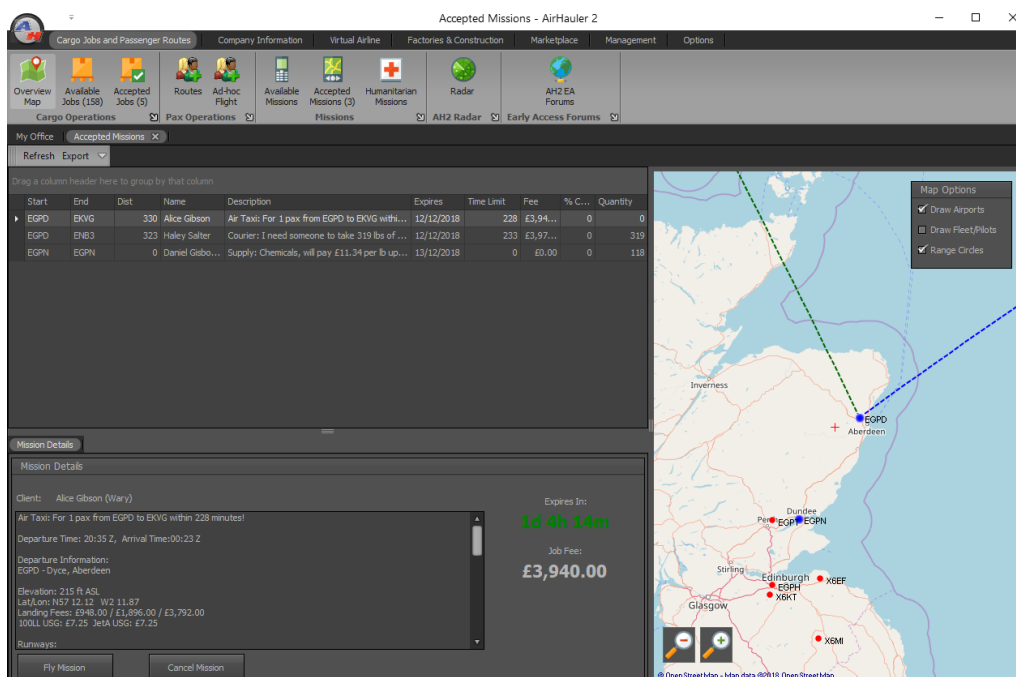 Accepted Missions - AirHauler 2
Cargo Jobs and Passenger Routes Company Information Virtual Airline Factories & Construction Marketplace Management Options
Overview Map Available Jobs (158) Accepted Jobs (5) Routes Ad-hoc Flight Available Missions Accepted Missions (3) Humanitarian Missions Radar AH2 EA Forums
Cargo Operations Pax Operations Missions AH2 Radar Early Access Forums
My Office Accepted Missions
Refresh Export
Drag a column header here to group by that column
Start End Dist Name Description Expires Time Limit Fee % C... Quantity
EGPD EKVG 330 Alice Gibson Air Taxi: For 1 pax from EGPD to EKVG withi... 12/12/2018 228 £3,94... 0 0
EGPD ENB3 323 Haley Salter Courier: I need someone to take 319 lbs of ... 12/12/2018 233 £3,97... 0 319
EGPN EGPN 0 Daniel Gisbo... Supply: Chemicals, will pay £11.34 per lb up... 13/12/2018 0 £0.00 0 118
Mission Details
Mission Details
Client: Alice Gibson (Wary)
Air Taxi: For 1 pax from EGPD to EKVG within 228 minutes!
Departure Time: 20:35 Z, Arrival Time:00:23 Z
Departure Information:
EGPD - Dyce, Aberdeen
Elevation: 215 ft ASL
Lat/Lon: N57 12.12 W2 11.87
Landing Fees: £948.00 / £1,896.00 / £3,792.00
100LL USG: £7.25 JetA USG: £7.25
Runways:
Expires In:
1d 4h 14m
Job Fee:
£3,940.00
Fly Mission Cancel Mission
Map Options
Draw Airports
Draw Fleet/Pilots
Range Circles
Inverness
EGPD
Aberdeen
Dundee
EGPN
Stirling
Edinburgh
EGPH
X6EF
X6KT
Glasgow
X6MI
© OpenStreetMap - Map data ©2018 OpenStreetMap